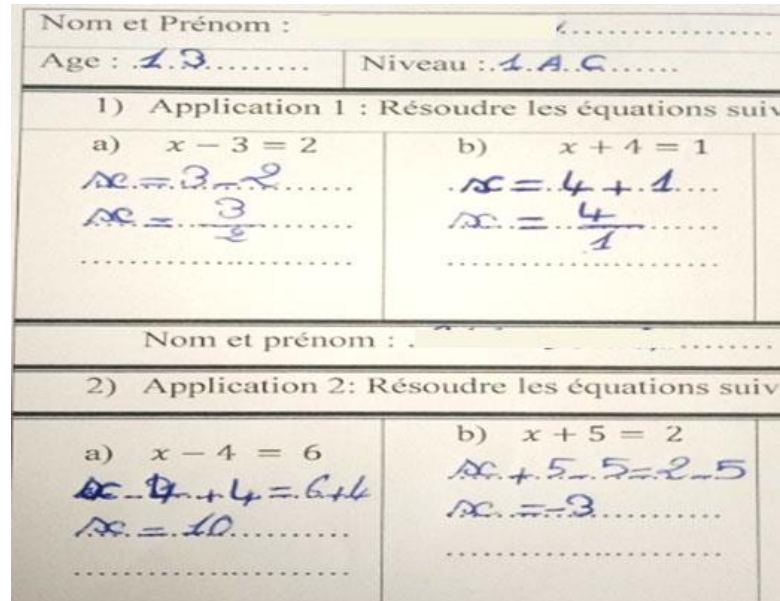 Nom et Prénom :
Age : 13 Niveau : 1 A C
1) Application 1 : Résoudre les équations suiv
a) x − 3 = 2 b) x + 4 = 1
x = 3 - 2 x = 4 + 1
x = 3/2 x = 4/1
Nom et prénom :
2) Application 2: Résoudre les équations suiv
a) x − 4 = 6 b) x + 5 = 2
x - 4 + 4 = 6 + 4 x + 5 - 5 = 2 - 5
x = 10 x = -3